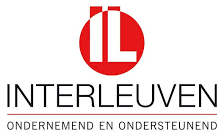 IL
INTERLEUVEN
ONDERNEMEND EN ONDERSTEUNEND